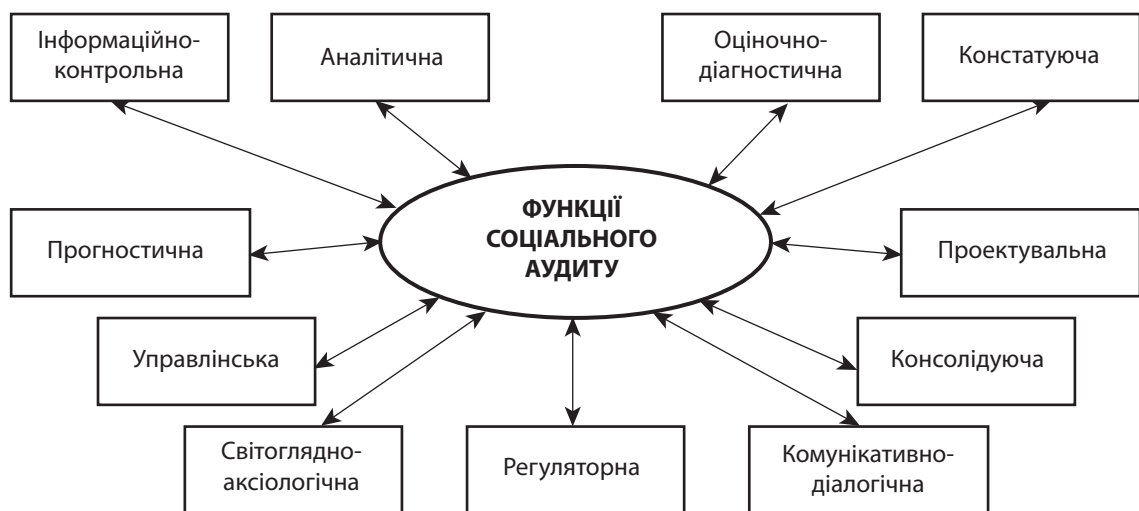 Інформаційно-
контрольна
Аналітична
Оціночно-
діагностична
Констатуюча
ФУНКЦІЇ
СОЦІАЛЬНОГО
АУДИТУ
Прогностична
Проектувальна
Управлінська
Консолідуюча
Світоглядно-
аксіологічна
Регуляторна
Комунікативно-
діалогічна